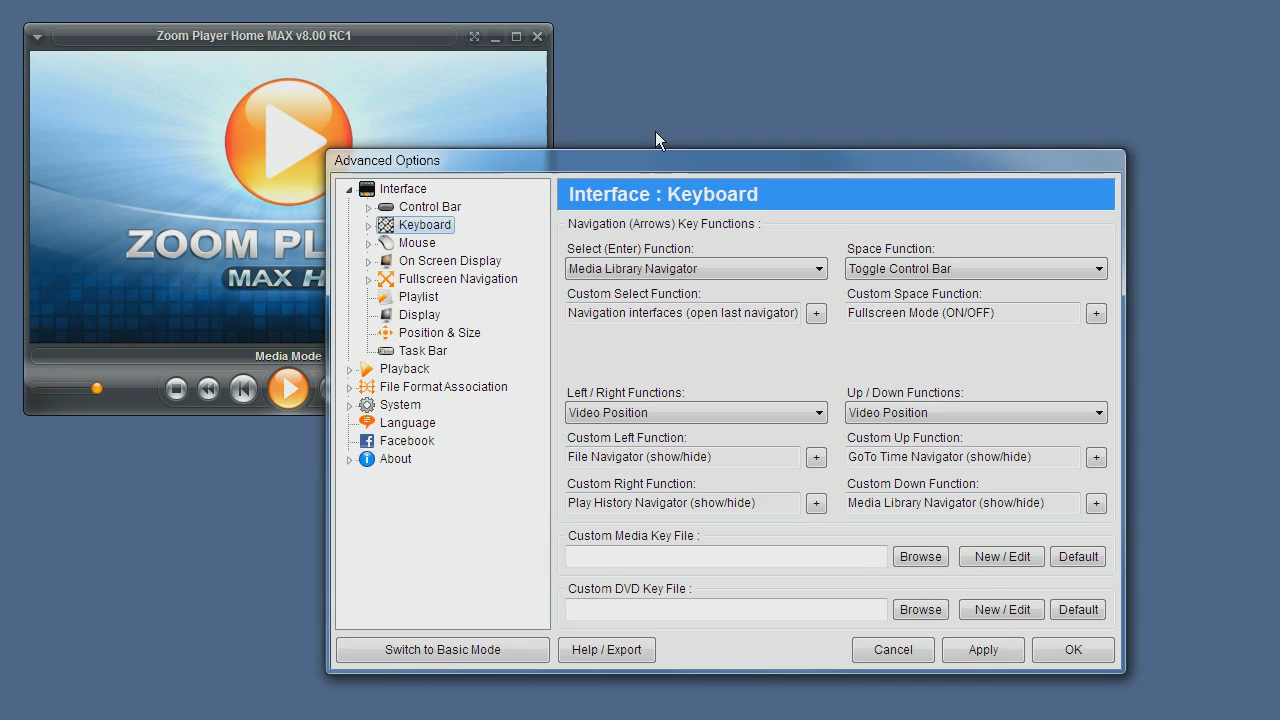 Zoom Player Home MAX v8.00 RC1
ZOOM PL
MAX H
Media Mode
Advanced Options
Interface
Control Bar
Keyboard
Mouse
On Screen Display
Fullscreen Navigation
Playlist
Display
Position & Size
Task Bar
Playback
File Format Association
System
Language
Facebook
About
Switch to Basic Mode
Interface : Keyboard
Navigation (Arrows) Key Functions :
Select (Enter) Function:
Space Function:
Media Library Navigator
Toggle Control Bar
Custom Select Function:
Custom Space Function:
Navigation interfaces (open last navigator)
+
Fullscreen Mode (ON/OFF)
+
Left / Right Functions:
Up / Down Functions:
Video Position
Video Position
Custom Left Function:
Custom Up Function:
File Navigator (show/hide)
+
GoTo Time Navigator (show/hide)
+
Custom Right Function:
Custom Down Function:
Play History Navigator (show/hide)
+
Media Library Navigator (show/hide)
+
Custom Media Key File :
Browse
New / Edit
Default
Custom DVD Key File :
Browse
New / Edit
Default
Help / Export
Cancel
Apply
OK